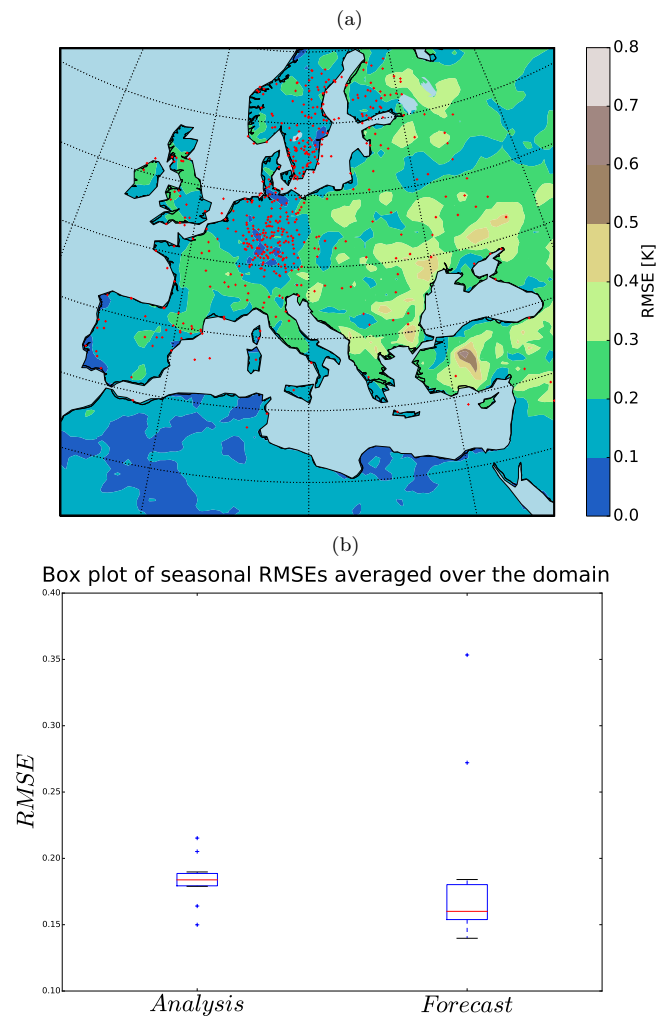 (a)
0.8
0.7
0.6
0.5
0.4
0.3
0.2
0.1
0.0
RMSE [K]
(b)
Box plot of seasonal RMSEs averaged over the domain
0.40
0.35
0.30
0.25
0.20
0.15
0.10
RMSE
Analysis
Forecast